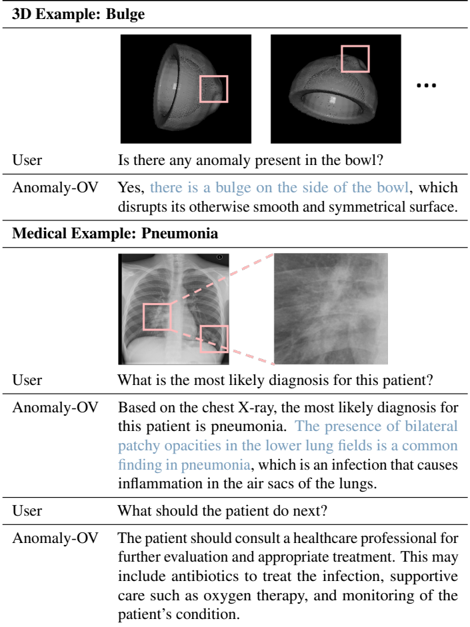 3D Example: Bulge
...
User Is there any anomaly present in the bowl?
Anomaly-OV Yes, there is a bulge on the side of the bowl, which
disrupts its otherwise smooth and symmetrical surface.
Medical Example: Pneumonia
User What is the most likely diagnosis for this patient?
Anomaly-OV Based on the chest X-ray, the most likely diagnosis for
this patient is pneumonia. The presence of bilateral
patchy opacities in the lower lung fields is a common
finding in pneumonia, which is an infection that causes
inflammation in the air sacs of the lungs.
User What should the patient do next?
Anomaly-OV The patient should consult a healthcare professional for
further evaluation and appropriate treatment. This may
include antibiotics to treat the infection, supportive
care such as oxygen therapy, and monitoring of the
patient's condition.